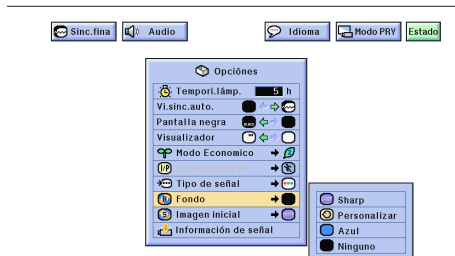 Sinc.fina
Audio
Idioma
Modo PRY
Estado
Opciónes
Tempori.lámp. 5 h
Vi.sinc.auto.
Pantalla negra
Visualizador
Modo Economico
Tipo de señal
Fondo
Imagen inicial
Información de señal
Sharp
Personalizar
Azul
Ninguno